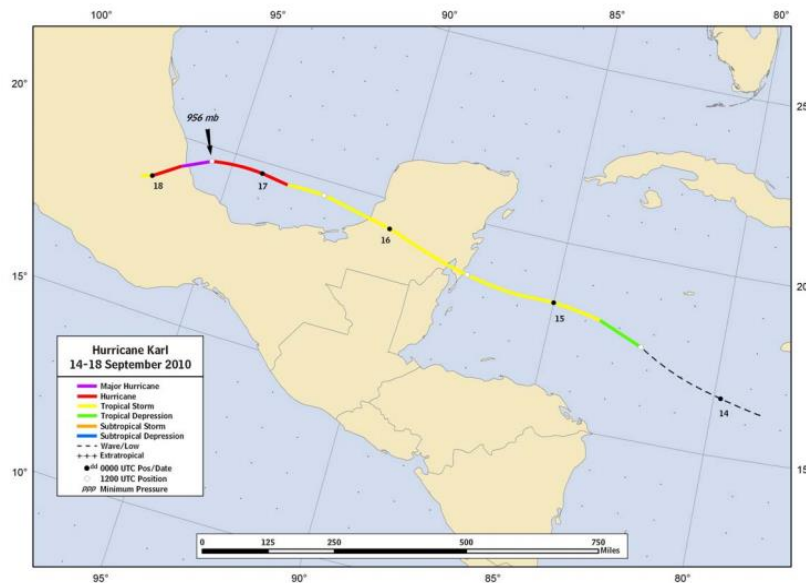 95°
90°
85°
80°
20°
25°
956 mb
18
17
16
15°
20°
15
Hurricane Karl
14-18 September 2010
Major Hurricane
Hurricane
Tropical Storm
Tropical Depression
Subtropical Storm
Subtropical Depression
Wave/Low
Extratropical
dd 0000 UTC Pos/Date
1200 UTC Position
PPP Minimum Pressure
14
15°
10°
0 125 250 500 750
Miles
95°
90°
85°
80°